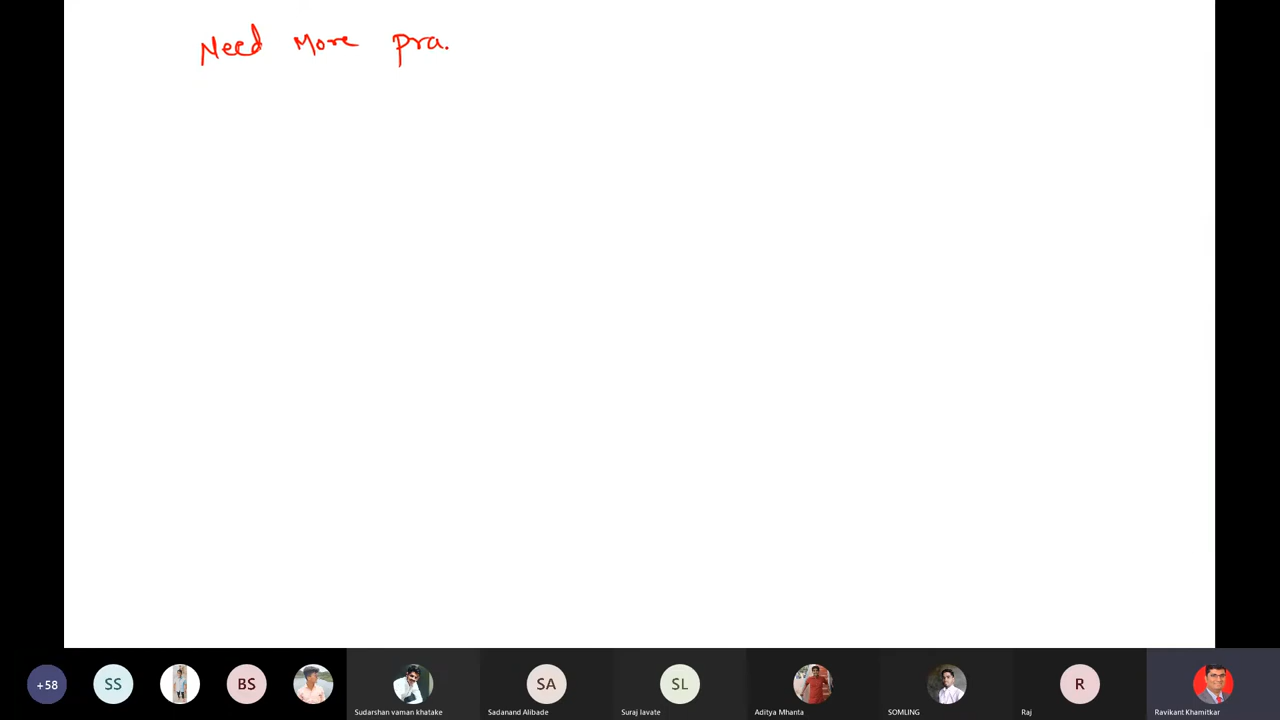 Need More pra.
+58 SS BS SA SL R
Sudarshan vaman khatake Sadanand Alibade Suraj lavate Aditya Mhanta SOMLING Raj Ravikant Khamitkar